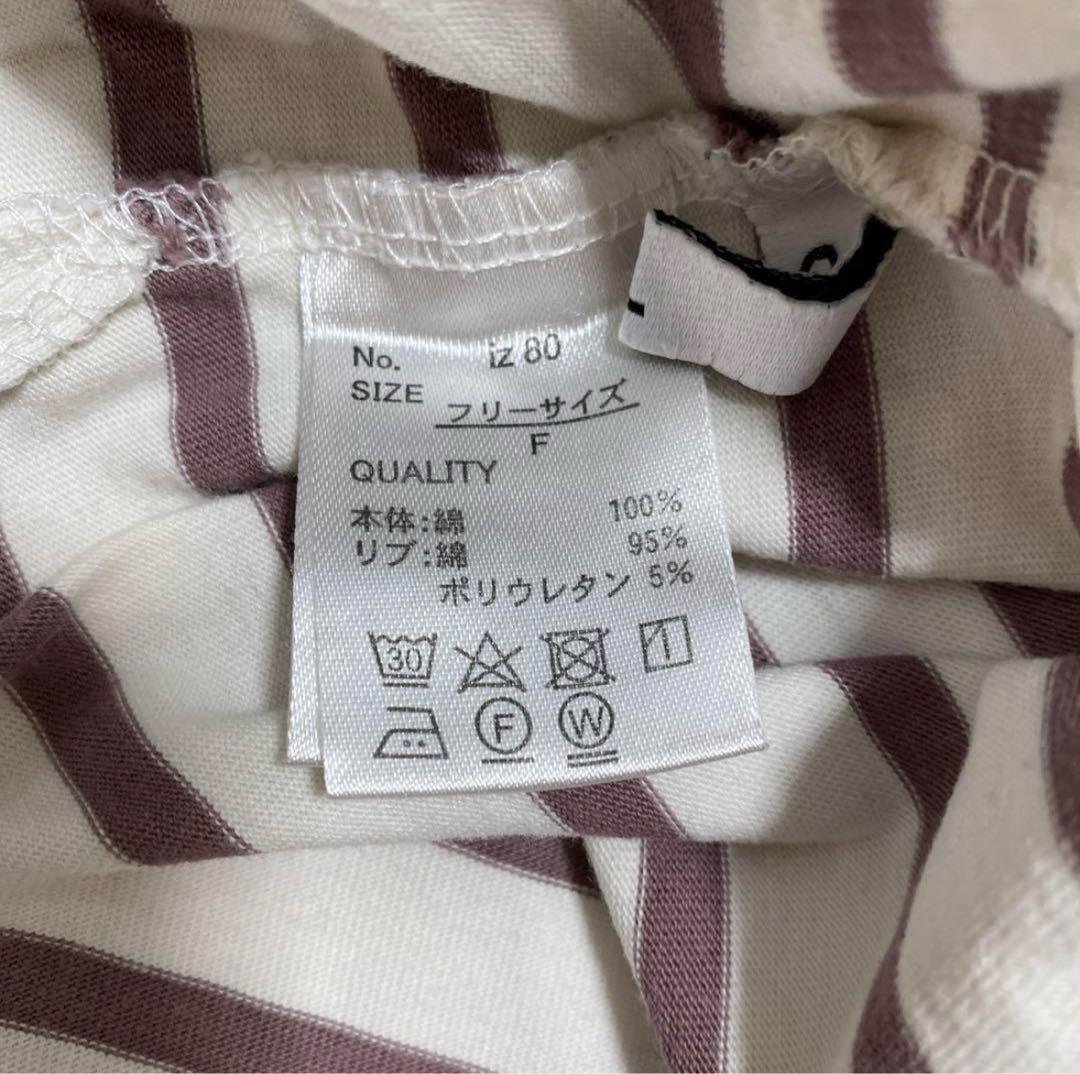 No. iz 80
SIZE フリーサイズ
F
QUALITY
本体:綿 100%
リブ:綿 95%
ポリウレタン 5%
30
F W